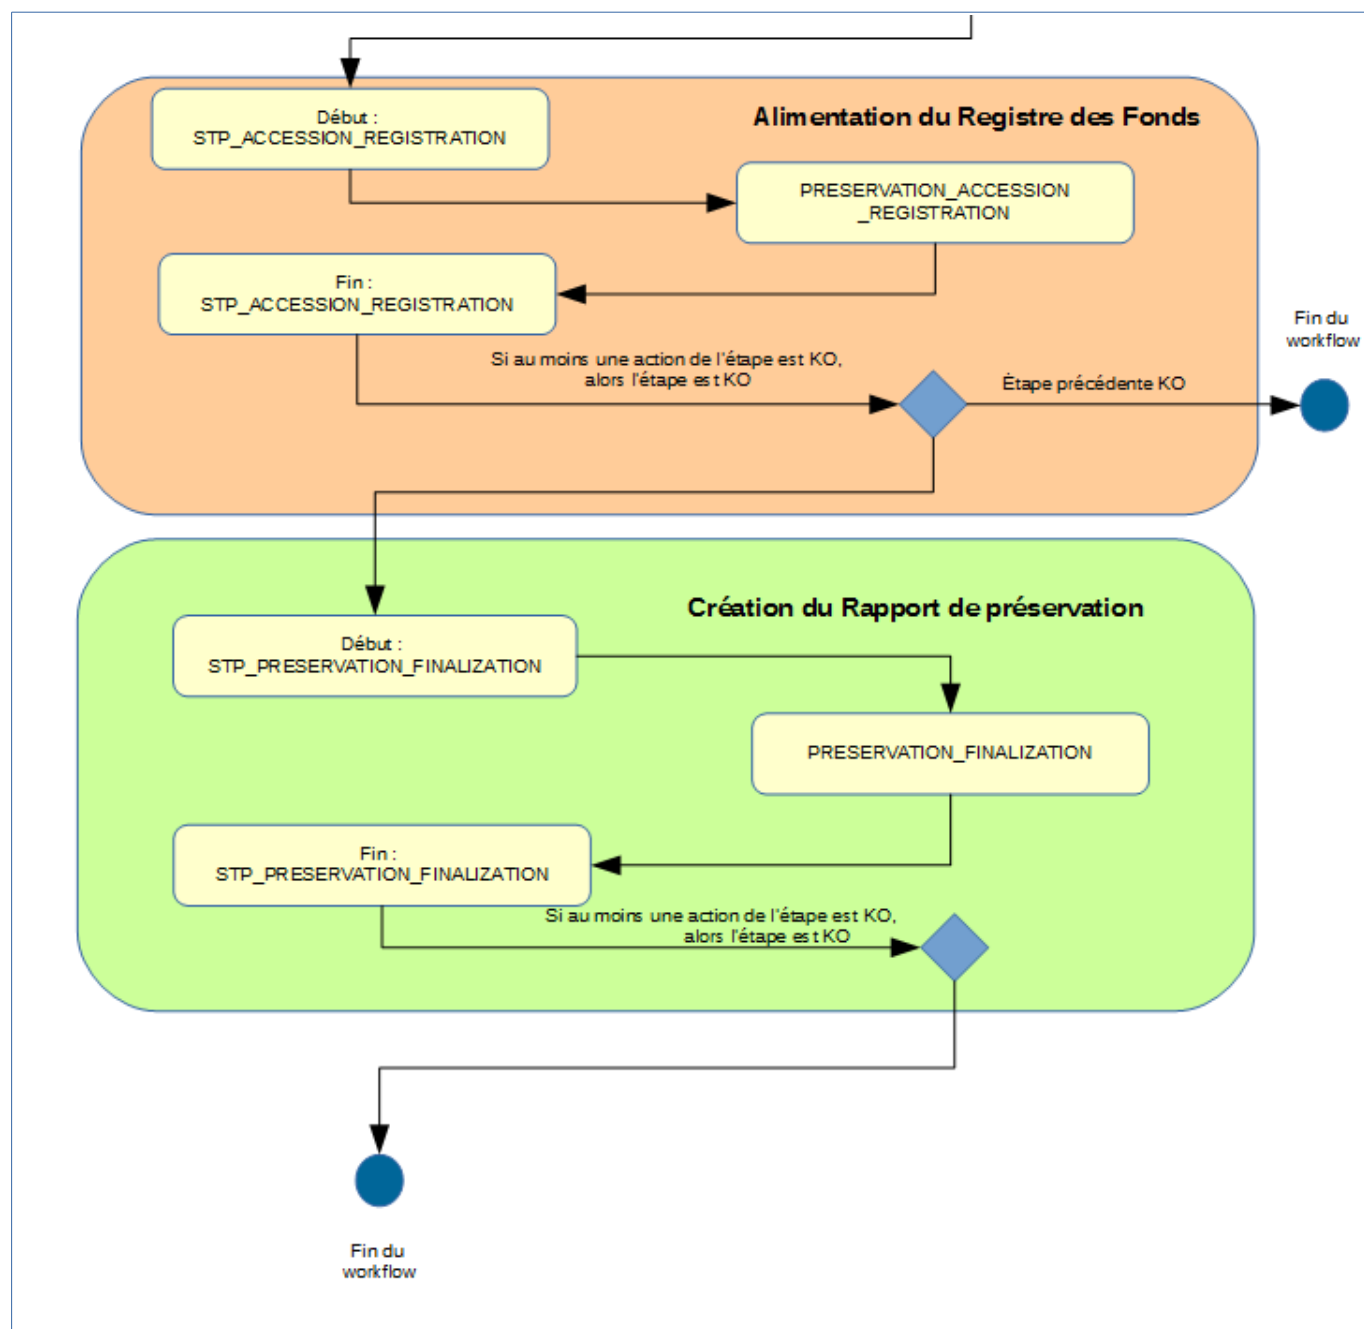 Début :
STP_ACCESSION_REGISTRATION
Alimentation du Registre des Fonds
PRESERVATION_ACCESSION
_REGISTRATION
Fin :
STP_ACCESSION_REGISTRATION
Si au moins une action de l'étape est KO,
alors l'étape est KO
Étape précédente KO
Fin du
workflow
Création du Rapport de préservation
Début :
STP_PRESERVATION_FINALIZATION
PRESERVATION_FINALIZATION
Fin :
STP_PRESERVATION_FINALIZATION
Si au moins une action de l'étape est KO,
alors l'étape est KO
Fin du
workflow